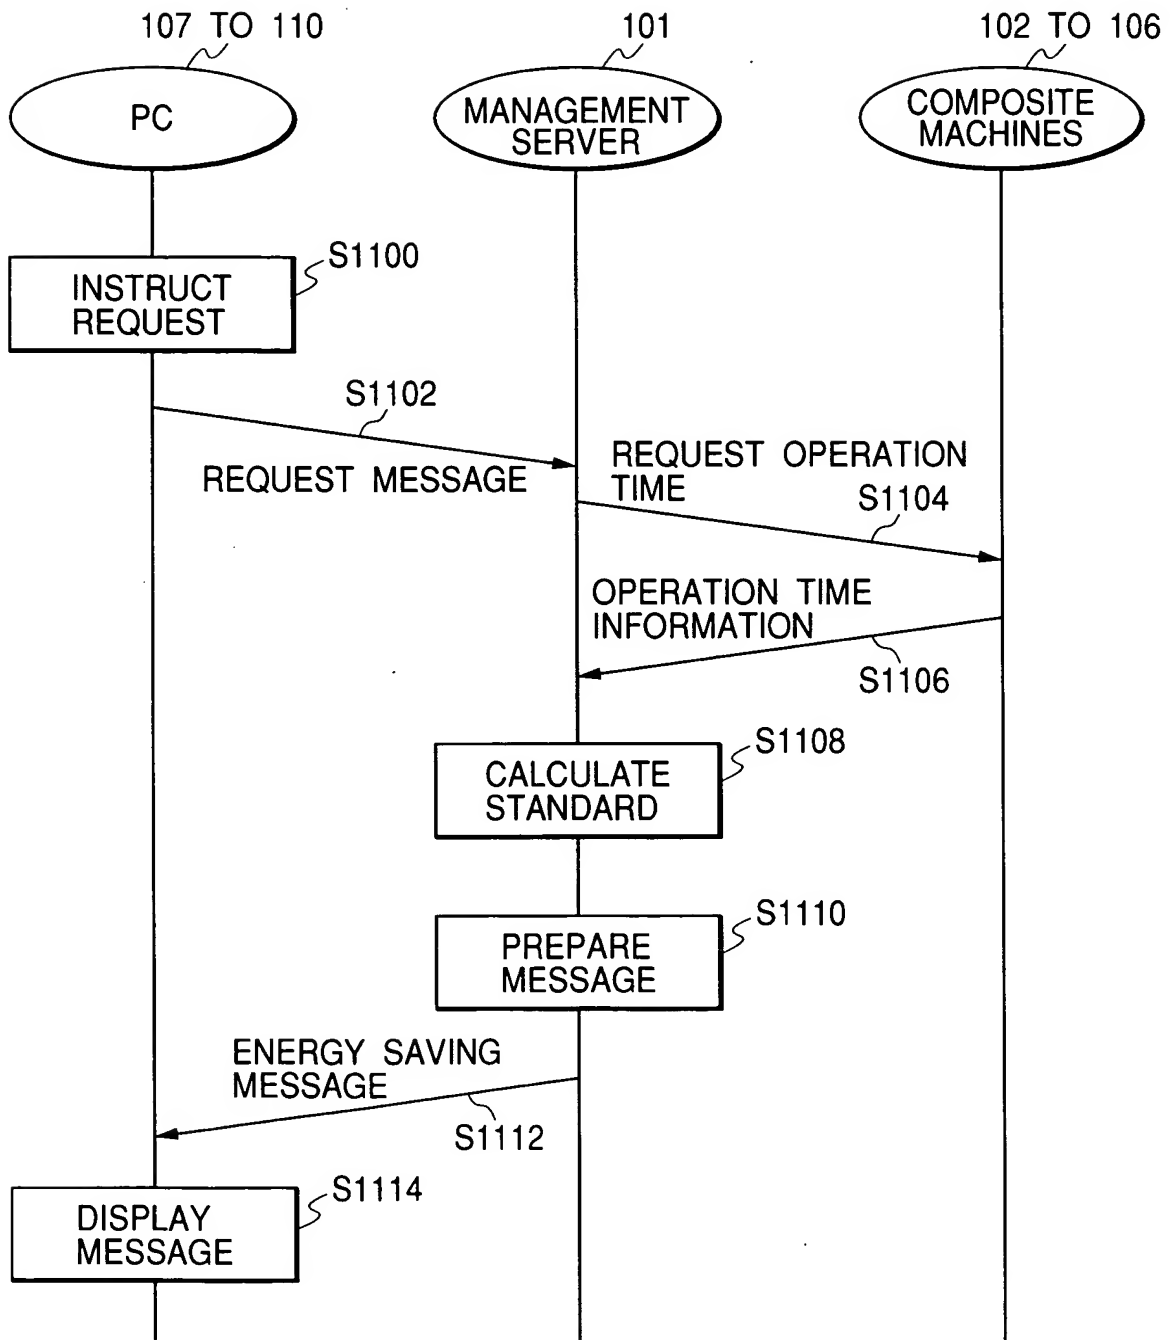 107 TO 110
101
102 TO 106
PC
MANAGEMENT
SERVER
COMPOSITE
MACHINES
S1100
INSTRUCT
REQUEST
S1102
REQUEST MESSAGE
REQUEST OPERATION
TIME
S1104
OPERATION TIME
INFORMATION
S1106
S1108
CALCULATE
STANDARD
S1110
PREPARE
MESSAGE
ENERGY SAVING
MESSAGE
S1112
S1114
DISPLAY
MESSAGE